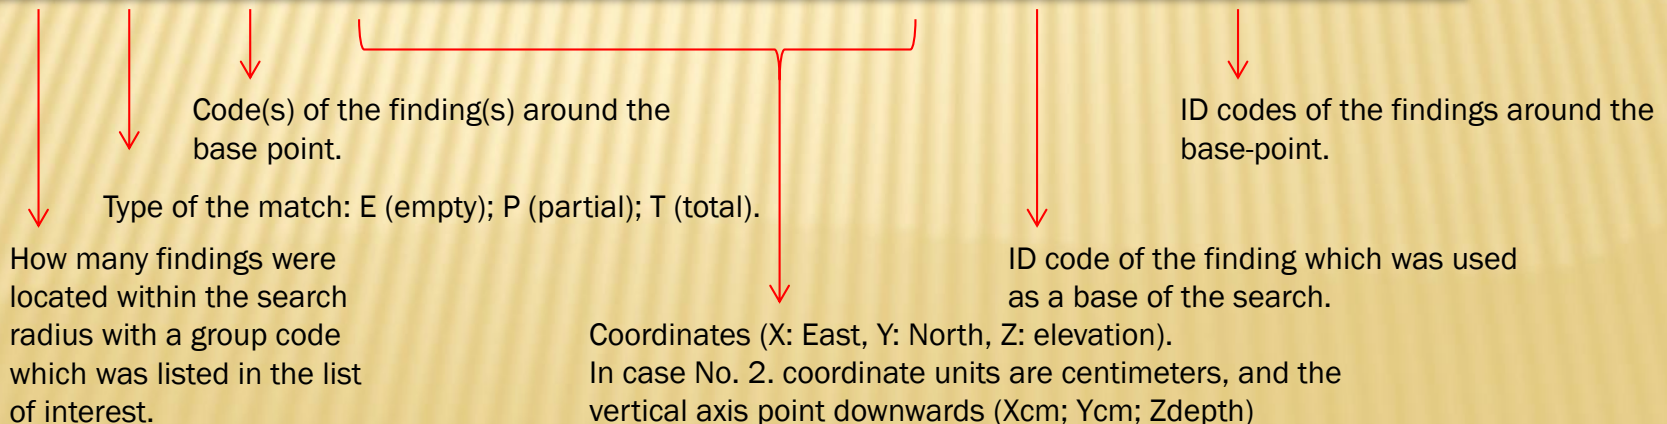 Code(s) of the finding(s) around the
base point.
ID codes of the findings around the
base-point.
Type of the match: E (empty); P (partial); T (total).
How many findings were
located within the search
radius with a group code
which was listed in the list
of interest.
ID code of the finding which was used
as a base of the search.
Coordinates (X: East, Y: North, Z: elevation).
In case No. 2. coordinate units are centimeters, and the
vertical axis point downwards (Xcm; Ycm; Zdepth)